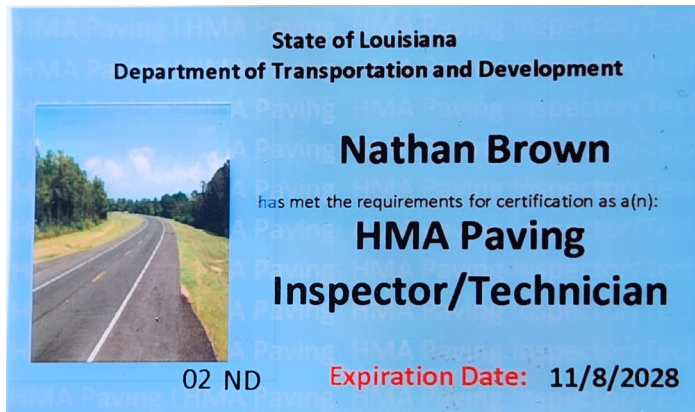 State of Louisiana
Department of Transportation and Development
Nathan Brown
has met the requirements for certification as a(n):
HMA Paving
Inspector/Technician
02 ND
Expiration Date: 11/8/2028